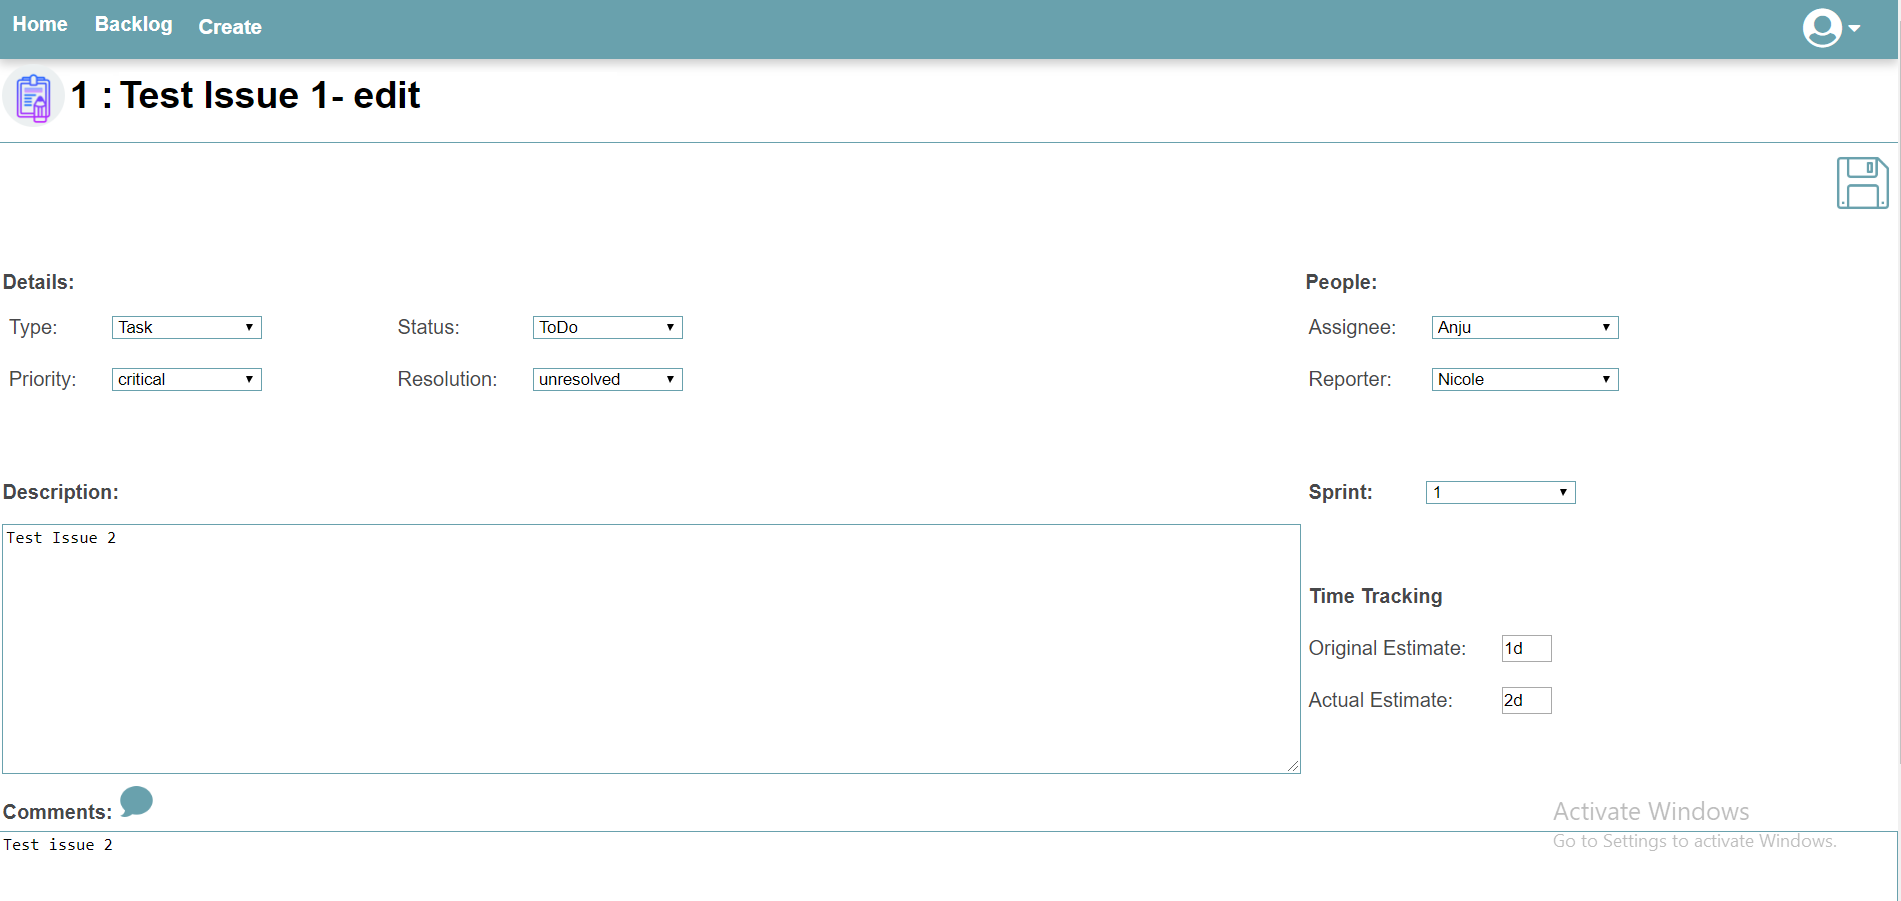 Home Backlog Create
1 : Test Issue 1- edit
Details:
People:
Type: Task Status: ToDo Assignee: Anju
Priority: critical Resolution: unresolved Reporter: Nicole
Description:
Sprint: 1
Test Issue 2
Time Tracking
Original Estimate: 1d
Actual Estimate: 2d
Comments:
Test issue 2
Activate Windows
Go to Settings to activate Windows.